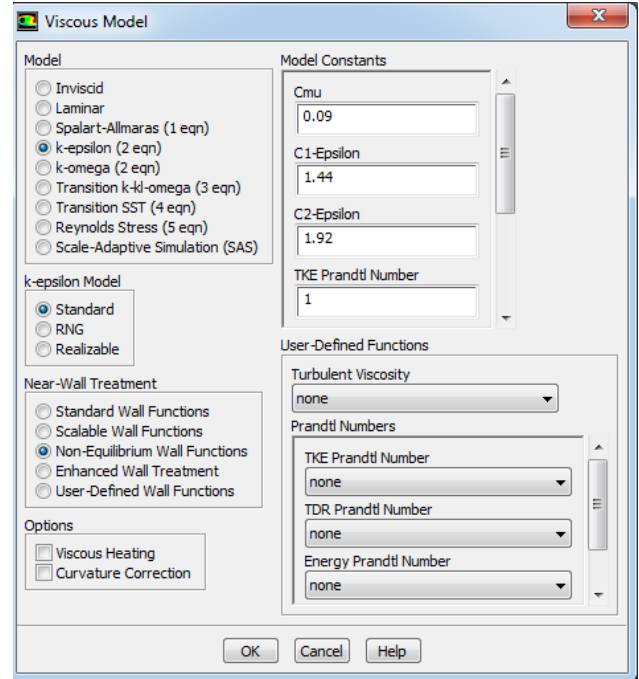 Viscous Model
Model
Inviscid
Laminar
Spalart-Allmaras (1 eqn)
k-epsilon (2 eqn)
k-omega (2 eqn)
Transition k-kl-omega (3 eqn)
Transition SST (4 eqn)
Reynolds Stress (5 eqn)
Scale-Adaptive Simulation (SAS)
k-epsilon Model
Standard
RNG
Realizable
Near-Wall Treatment
Standard Wall Functions
Scalable Wall Functions
Non-Equilibrium Wall Functions
Enhanced Wall Treatment
User-Defined Wall Functions
Options
Viscous Heating
Curvature Correction
Model Constants
Cmu
0.09
C1-Epsilon
1.44
C2-Epsilon
1.92
TKE Prandtl Number
1
User-Defined Functions
Turbulent Viscosity
none
Prandtl Numbers
TKE Prandtl Number
none
TDR Prandtl Number
none
Energy Prandtl Number
none
OK Cancel Help